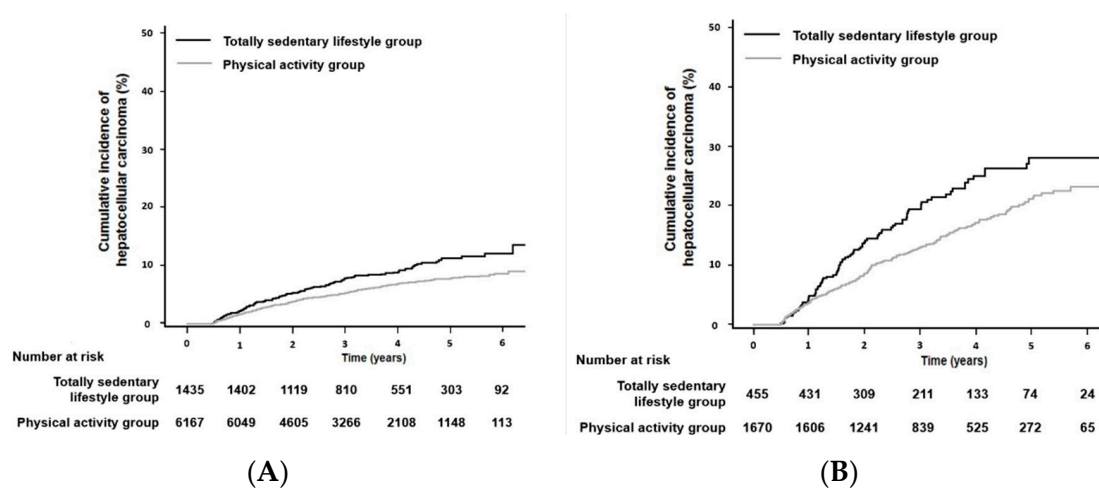 50
40
30
20
10
0
Cumulative incidence of
hepatocellular carcinoma (%)
Totally sedentary lifestyle group
Physical activity group
0 1 2 3 4 5 6
Time (years)
Number at risk
Totally sedentary
lifestyle group
1435 1402 1119 810 551 303 92
Physical activity group 6167 6049 4605 3266 2108 1148 113
(A)
50
40
30
20
10
0
Cumulative incidence of
hepatocellular carcinoma (%)
Totally sedentary lifestyle group
Physical activity group
0 1 2 3 4 5 6
Time (years)
Number at risk
Totally sedentary
lifestyle group
455 431 309 211 133 74 24
Physical activity group 1670 1606 1241 839 525 272 65
(B)